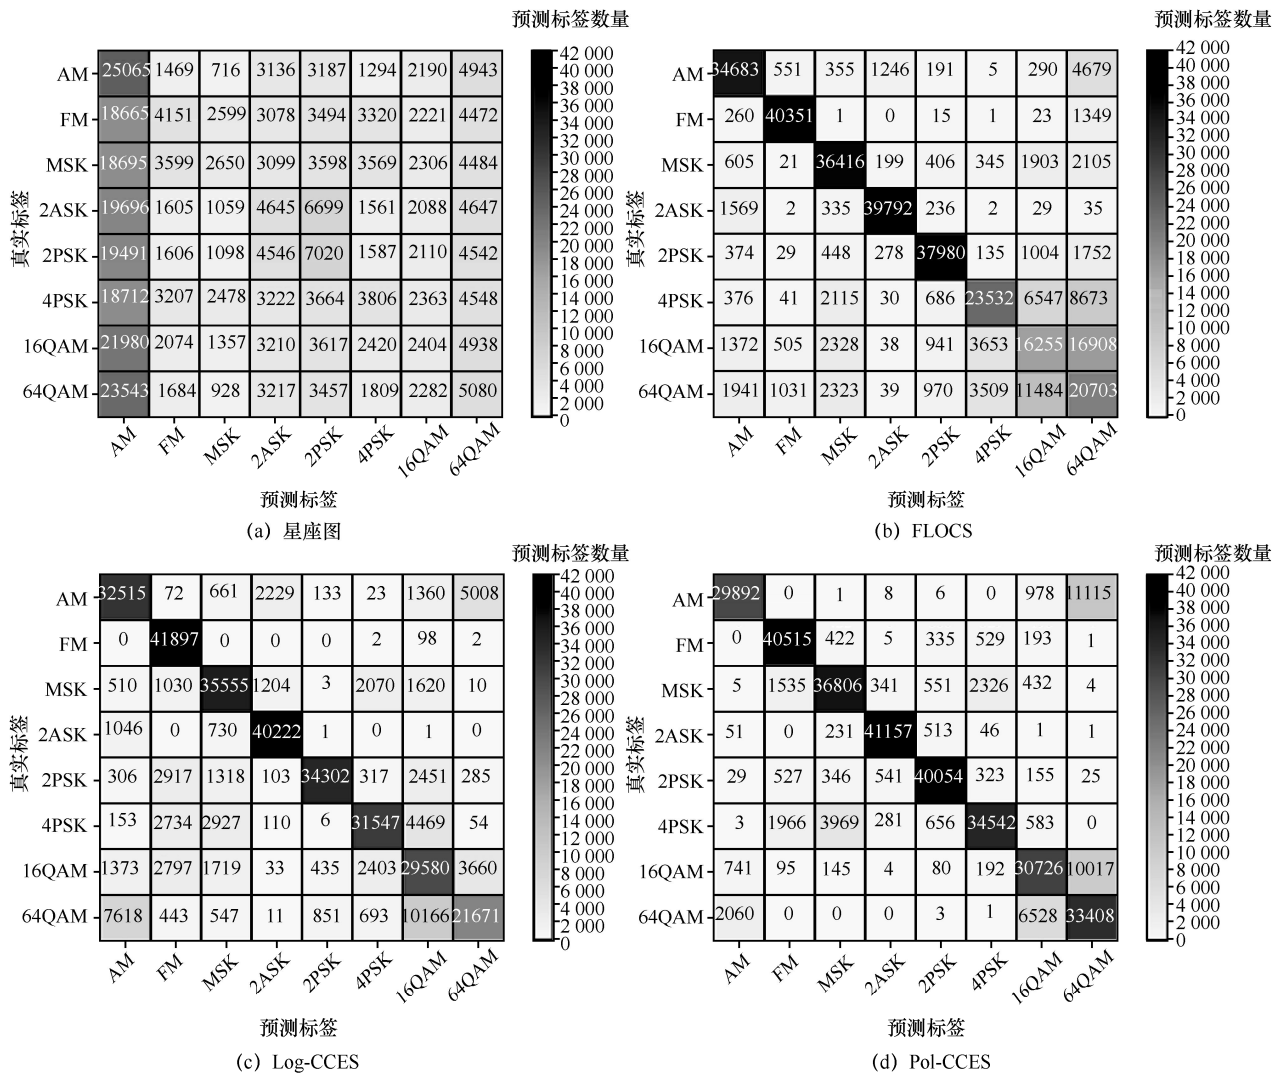 预测标签数量
42 000
40 000
38 000
36 000
34 000
32 000
30 000
28 000
26 000
24 000
22 000
20 000
18 000
16 000
14 000
12 000
10 000
8 000
6 000
4 000
2 000
0
真实标签
AM 25065 1469 716 3136 3187 1294 2190 4943
FM 18665 4151 2599 3078 3494 3320 2221 4472
MSK 18695 3599 2650 3099 3598 3569 2306 4484
2ASK 19696 1605 1059 4645 6699 1561 2088 4647
2PSK 19491 1606 1098 4546 7020 1587 2110 4542
4PSK 18712 3207 2478 3222 3664 3806 2363 4548
16QAM 21980 2074 1357 3210 3617 2420 2404 4938
64QAM 23543 1684 928 3217 3457 1809 2282 5080
AM FM MSK 2ASK 2PSK 4PSK 16QAM 64QAM
预测标签
(a) 星座图
预测标签数量
42 000
40 000
38 000
36 000
34 000
32 000
30 000
28 000
26 000
24 000
22 000
20 000
18 000
16 000
14 000
12 000
10 000
8 000
6 000
4 000
2 000
0
真实标签
AM 34683 551 355 1246 191 5 290 4679
FM 260 40351 1 0 15 1 23 1349
MSK 605 21 36416 199 406 345 1903 2105
2ASK 1569 2 335 39792 236 2 29 35
2PSK 374 29 448 278 37980 135 1004 1752
4PSK 376 41 2115 30 686 23532 6547 8673
16QAM 1372 505 2328 38 941 3653 16255 16908
64QAM 1941 1031 2323 39 970 3509 11484 20703
AM FM MSK 2ASK 2PSK 4PSK 16QAM 64QAM
预测标签
(b) FLOCS
预测标签数量
42 000
40 000
38 000
36 000
34 000
32 000
30 000
28 000
26 000
24 000
22 000
20 000
18 000
16 000
14 000
12 000
10 000
8 000
6 000
4 000
2 000
0
真实标签
AM 32515 72 661 2229 133 23 1360 5008
FM 0 41897 0 0 0 2 98 2
MSK 510 1030 35555 1204 3 2070 1620 10
2ASK 1046 0 730 40222 1 0 1 0
2PSK 306 2917 1318 103 34302 317 2451 285
4PSK 153 2734 2927 110 6 31547 4469 54
16QAM 1373 2797 1719 33 435 2403 29580 3660
64QAM 7618 443 547 11 851 693 10166 21671
AM FM MSK 2ASK 2PSK 4PSK 16QAM 64QAM
预测标签
(c) Log-CCES
预测标签数量
42 000
40 000
38 000
36 000
34 000
32 000
30 000
28 000
26 000
24 000
22 000
20 000
18 000
16 000
14 000
12 000
10 000
8 000
6 000
4 000
2 000
0
真实标签
AM 29892 0 1 8 6 0 978 11115
FM 0 40515 422 5 335 529 193 1
MSK 5 1535 36806 341 551 2326 432 4
2ASK 51 0 231 41157 513 46 1 1
2PSK 29 527 346 541 40054 323 155 25
4PSK 3 1966 3969 281 656 34542 583 0
16QAM 741 95 145 4 80 192 30726 10017
64QAM 2060 0 0 0 3 1 6528 33408
AM FM MSK 2ASK 2PSK 4PSK 16QAM 64QAM
预测标签
(d) Pol-CCES